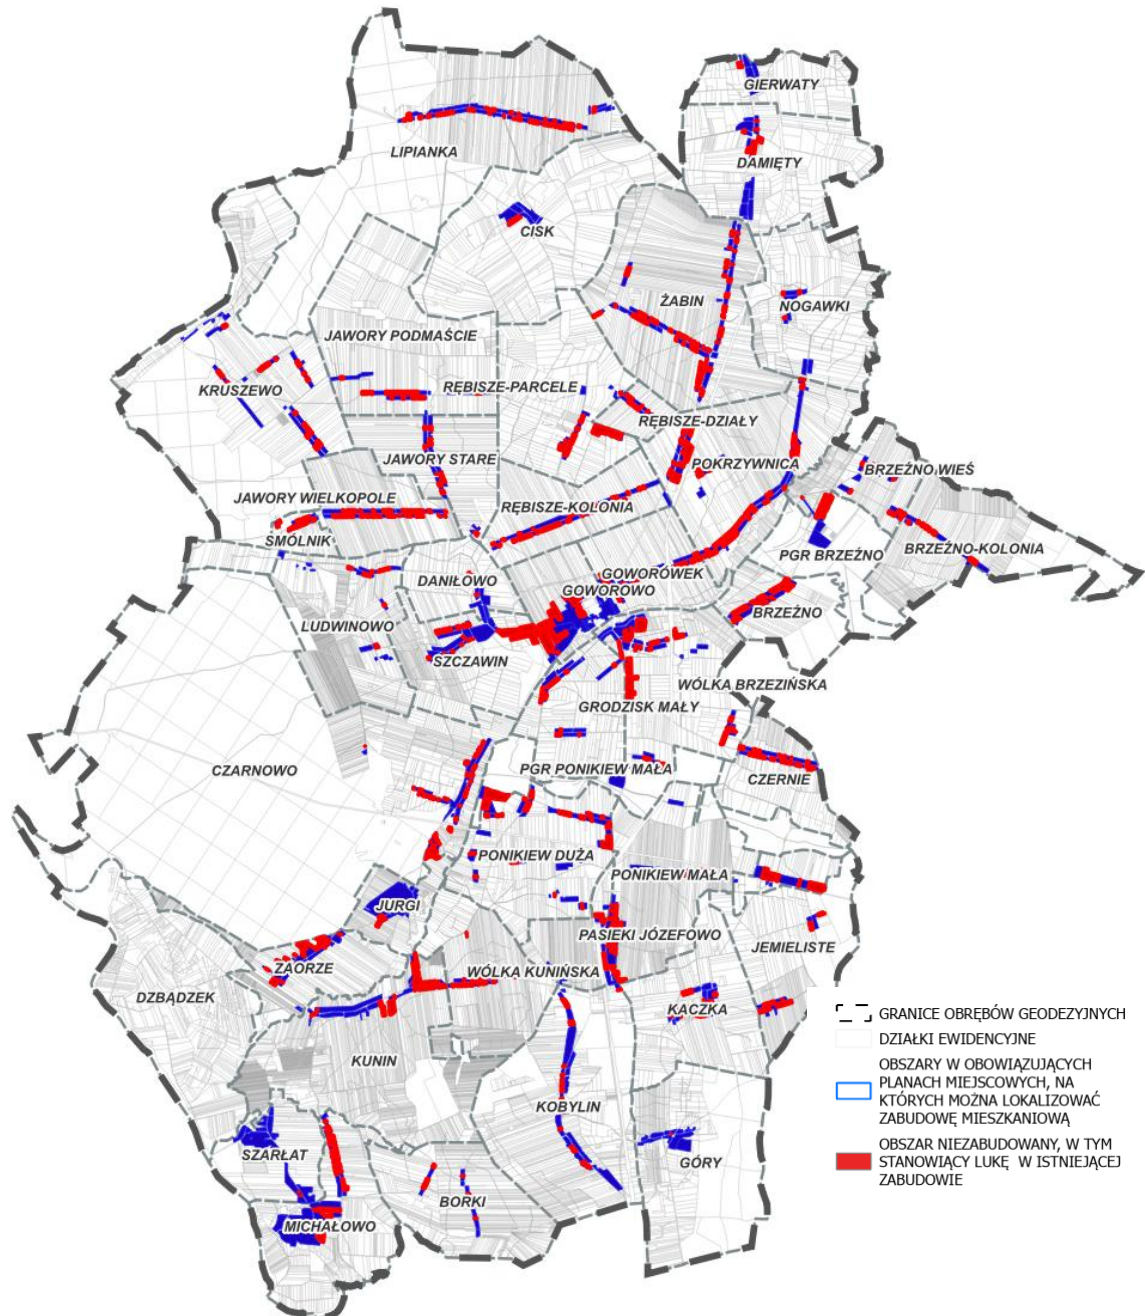 GIERWATY
LIPIANKA
DAMIĘTY
CISK
ŻABIN
NOGAWKI
JAWORY PODMAŚCIE
KRUSZEWO
RĘBISZE-PARCELE
RĘBISZE-DZIAŁY
JAWORY STARE
POKRZYWNICA
BRZEŹNO WIEŚ
JAWORY WIELKOPOLE
RĘBISZE-KOLONIA
SMÓLNIK
PGR BRZEŹNO
BRZEŹNO-KOLONIA
DANIŁOWO
GOWORÓWEK
GOWOROWO
BRZEŹNO
LUDWINOWO
SZCZAWIN
WÓLKA BRZEZIŃSKA
GRODZISK MAŁY
CZARNOWO
PGR PONIKIEW MAŁA
CZERNIE
PONIKIEW DUŻA
PONIKIEW MAŁA
JURGI
PASIEKI JÓZEFOWO
JEMIELISTE
ZAORZE
WÓLKA KUNIŃSKA
DZBĄDZEK
KACZKA
KUNIN
KOBYLIN
SZARŁAT
GÓRY
BORKI
MICHAŁOWO
GRANICE OBRĘBÓW GEODEZYJNYCH
DZIAŁKI EWIDENCYJNE
OBSZARY W OBOWIĄZUJĄCYCH
PLANACH MIEJSCOWYCH, NA
KTÓRYCH MOŻNA LOKALIZOWAĆ
ZABUDOWĘ MIESZKANIOWĄ
OBSZAR NIEZABUDOWANY, W TYM
STANOWIĄCY LUKĘ W ISTNIEJĄCEJ
ZABUDOWIE